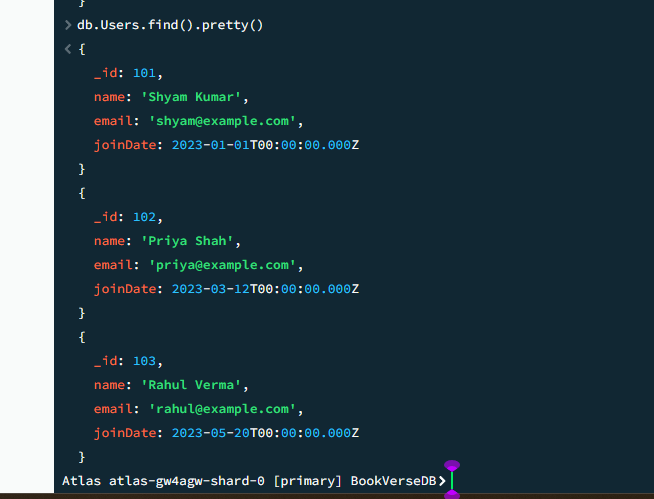 }
> db.Users.find().pretty()
< {
_id: 101,
name: 'Shyam Kumar',
email: 'shyam@example.com',
joinDate: 2023-01-01T00:00:00.000Z
}
{
_id: 102,
name: 'Priya Shah',
email: 'priya@example.com',
joinDate: 2023-03-12T00:00:00.000Z
}
{
_id: 103,
name: 'Rahul Verma',
email: 'rahul@example.com',
joinDate: 2023-05-20T00:00:00.000Z
}
Atlas atlas-gw4agw-shard-0 [primary] BookVerseDB>